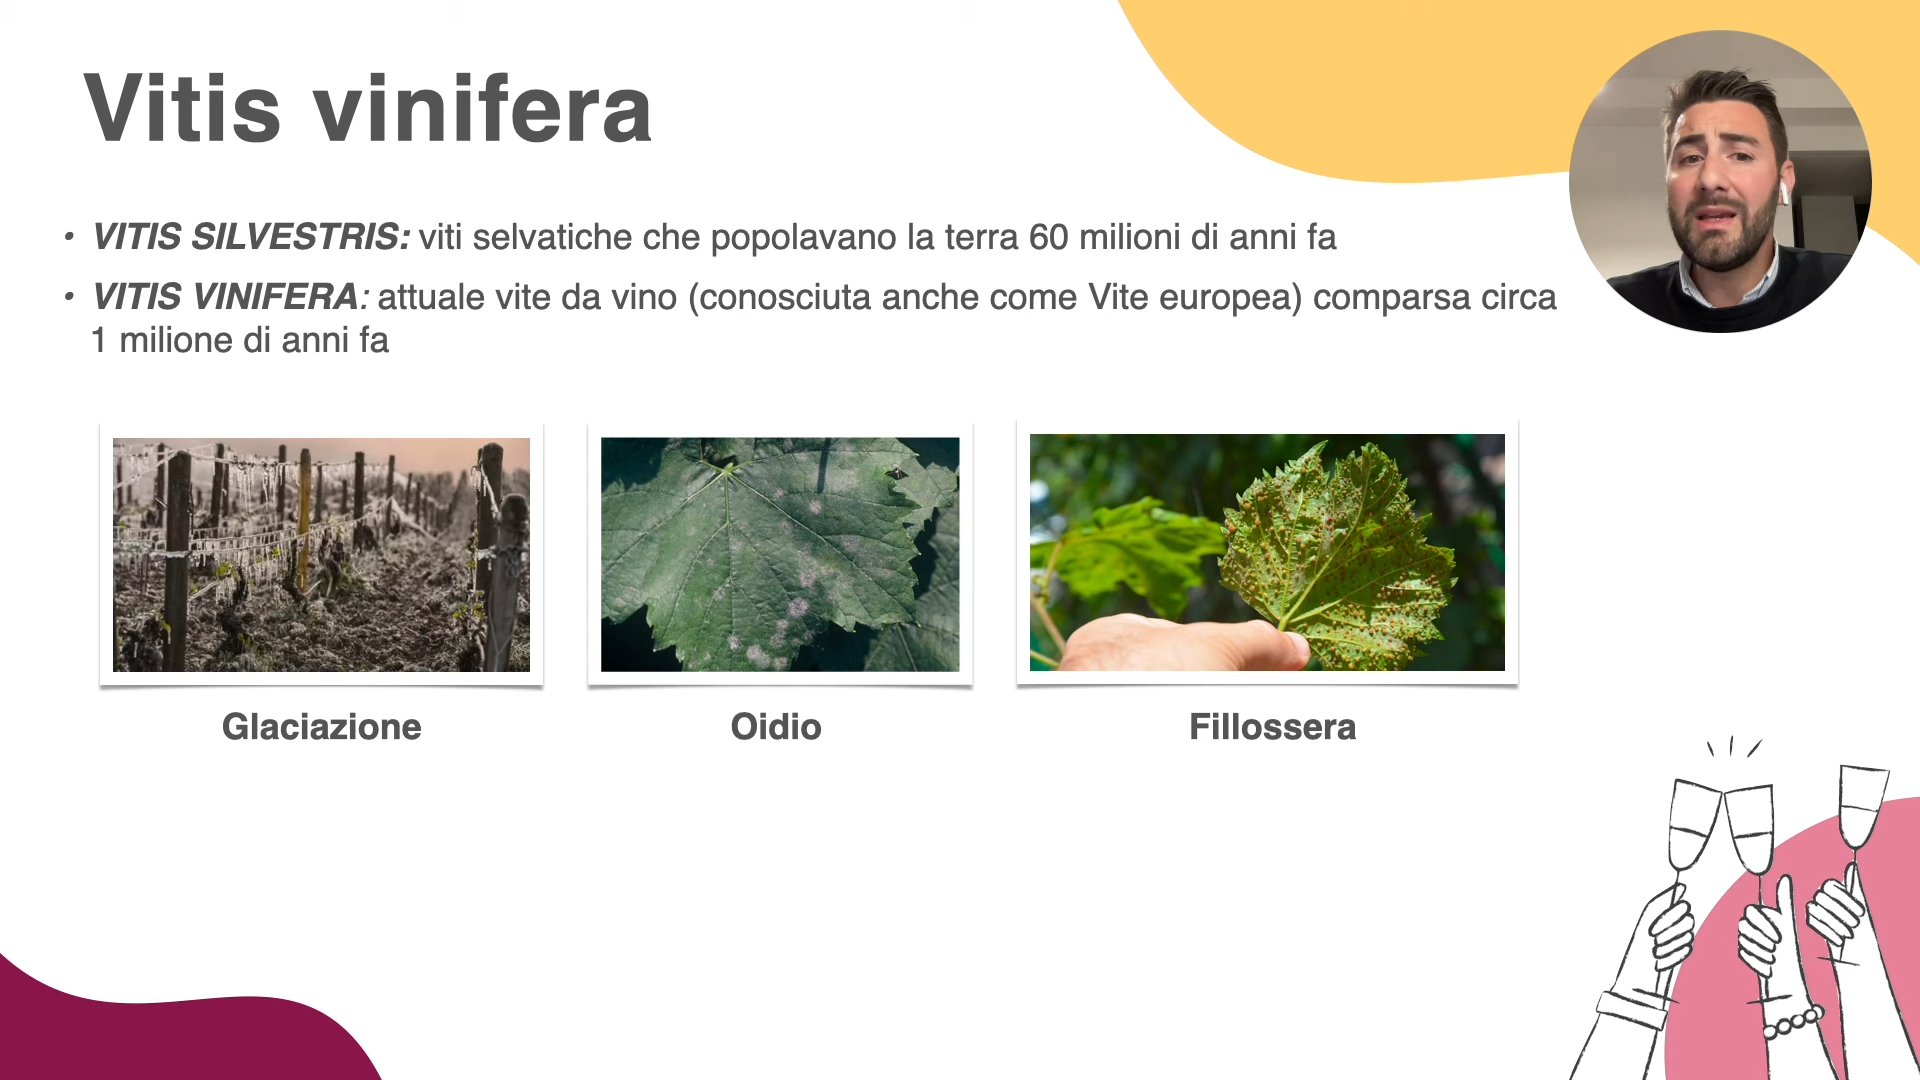 Vitis vinifera
• VITIS SILVESTRIS: viti selvatiche che popolavano la terra 60 milioni di anni fa
• VITIS VINIFERA: attuale vite da vino (conosciuta anche come Vite europea) comparsa circa
1 milione di anni fa
Glaciazione
Oidio
Fillossera